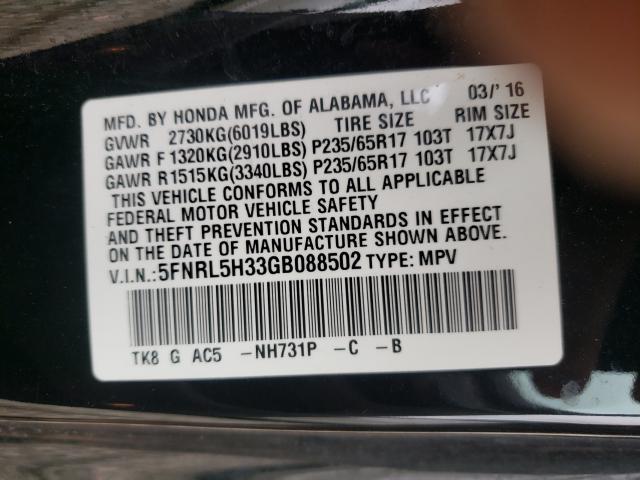 MFD. BY HONDA MFG. OF ALABAMA, LLC 03/'16
GVWR 2730KG(6019LBS) TIRE SIZE RIM SIZE
GAWR F 1320KG(2910LBS) P235/65R17 103T 17X7J
GAWR R 1515KG(3340LBS) P235/65R17 103T 17X7J
THIS VEHICLE CONFORMS TO ALL APPLICABLE
FEDERAL MOTOR VEHICLE SAFETY
AND THEFT PREVENTION STANDARDS IN EFFECT
ON THE DATE OF MANUFACTURE SHOWN ABOVE.
V.I.N.: 5FNRL5H33GB088502 TYPE: MPV
TK8 G AC5 -NH731P -C -B